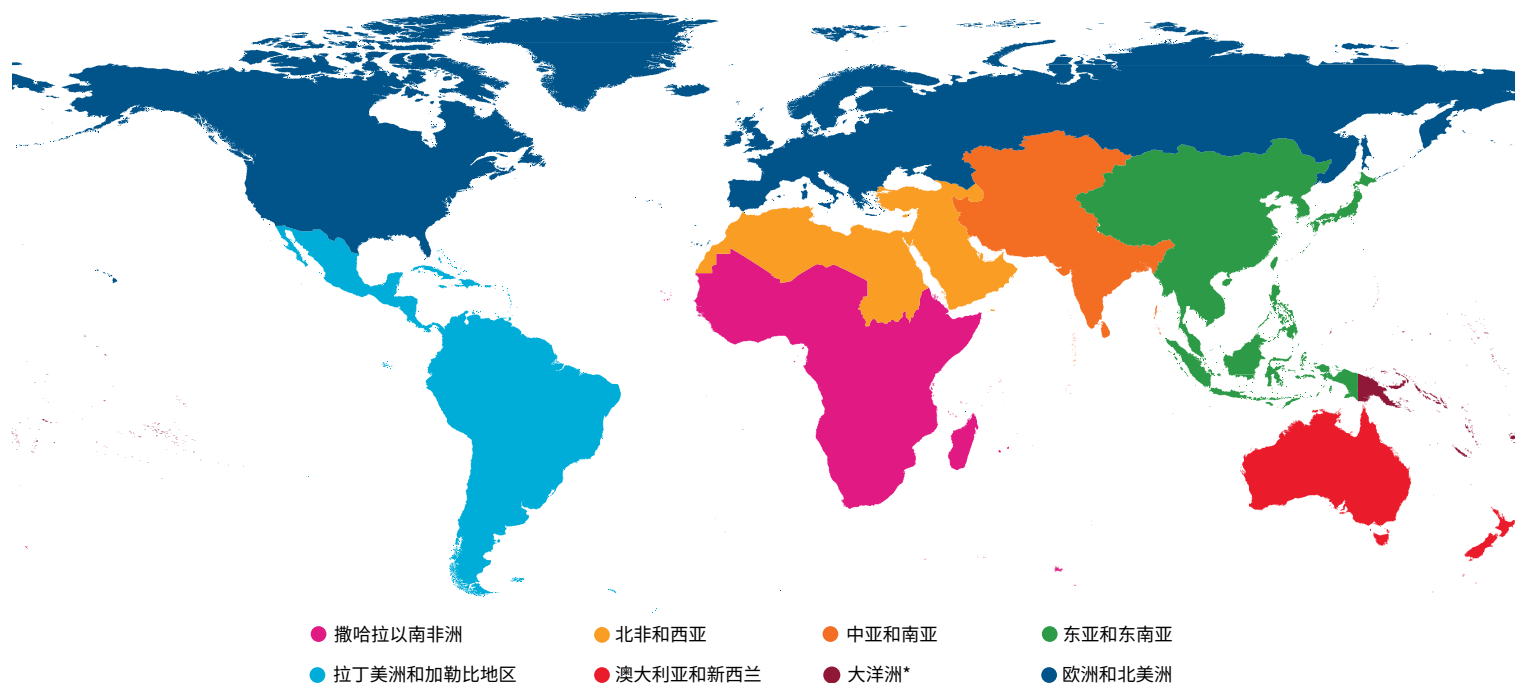 撒哈拉以南非洲 北非和西亚 中亚和南亚 东亚和东南亚
拉丁美洲和加勒比地区 澳大利亚和新西兰 大洋洲* 欧洲和北美洲